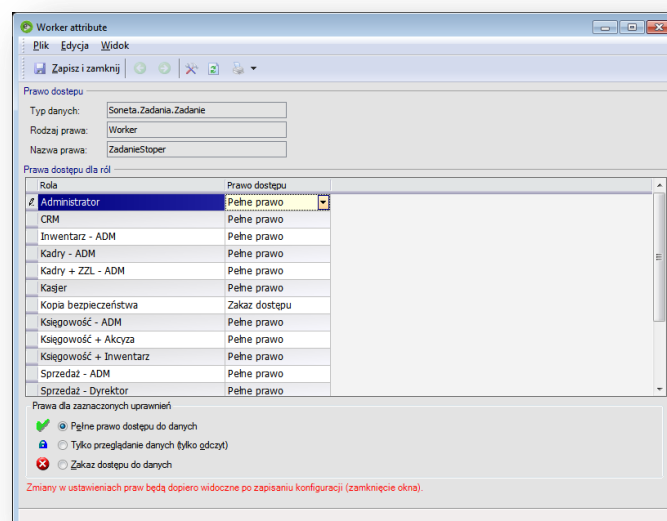 Worker attribute
Plik Edycja Widok
Zapisz i zamknij
Prawo dostepu
Typ danych: Soneta.Zadania.Zadanie
Rodzaj prawa: Worker
Nazwa prawa: ZadanieStoper
Prawa dostępu dla ról
Rola Prawo dostępu
Administrator Pełne prawo
CRM Pełne prawo
Inwentarz - ADM Pełne prawo
Kadry - ADM Pełne prawo
Kadry + ZZL - ADM Pełne prawo
Kasjer Pełne prawo
Kopia bezpieczeństwa Zakaz dostępu
Księgowość - ADM Pełne prawo
Księgowość + Akcyza Pełne prawo
Księgowość + Inwentarz Pełne prawo
Sprzedaż - ADM Pełne prawo
Sprzedaż - Dyrektor Pełne prawo
Prawa dla zaznaczonych uprawnień
Pełne prawo dostępu do danych
Tylko przeglądanie danych (tylko odczyt)
Zakaz dostępu do danych
Zmiany w ustawieniach praw będą dopiero widoczne po zapisaniu konfiguracji (zamknięcie okna).